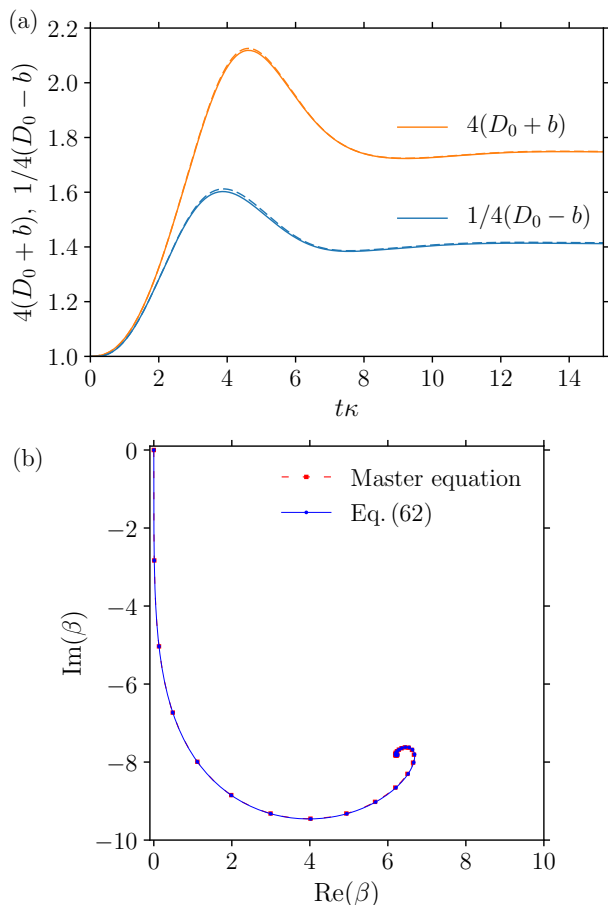 (a)
4(D₀ + b), 1/4(D₀ − b)
2.2
2.0
1.8
1.6
1.4
1.2
1.0
4(D₀ + b)
1/4(D₀ − b)
0 2 4 6 8 10 12 14
tκ
(b)
Im(β)
0
−2
−4
−6
−8
−10
Master equation
Eq. (62)
0 2 4 6 8 10
Re(β)